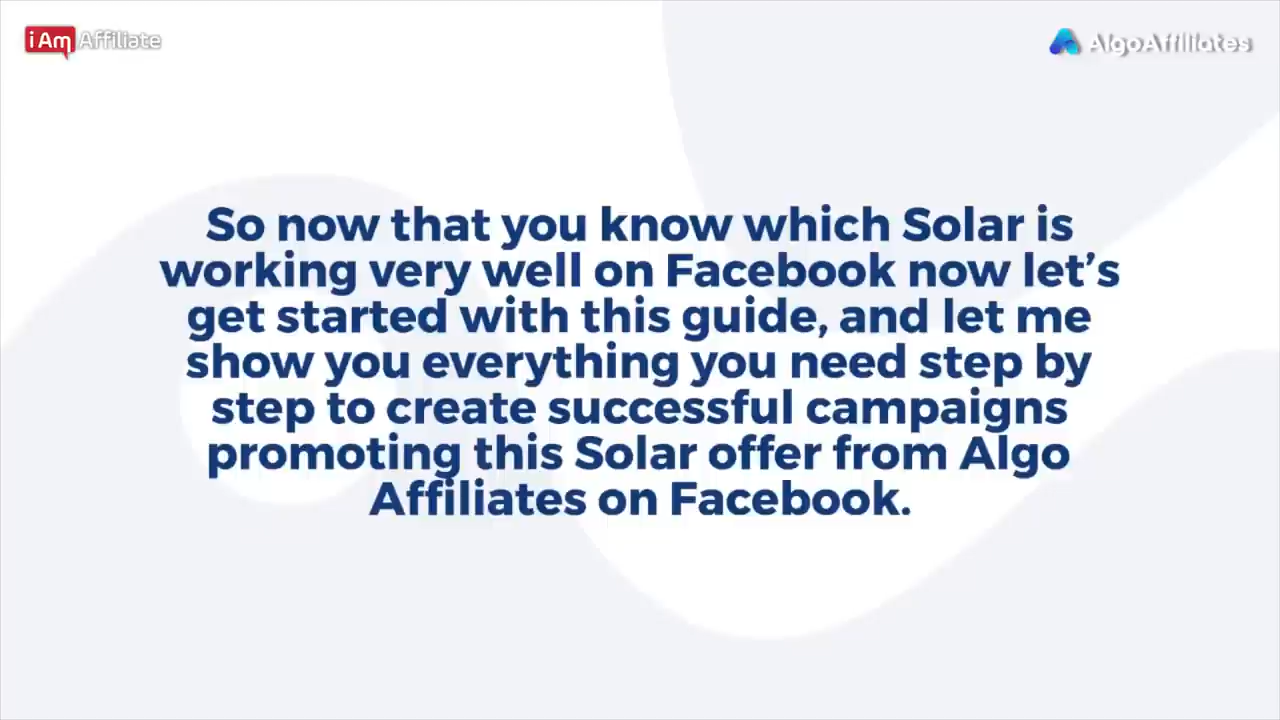 i Am Affiliate
AlgoAffiliates
So now that you know which Solar is
working very well on Facebook now let’s
get started with this guide, and let me
show you everything you need step by
step to create successful campaigns
promoting this Solar offer from Algo
Affiliates on Facebook.